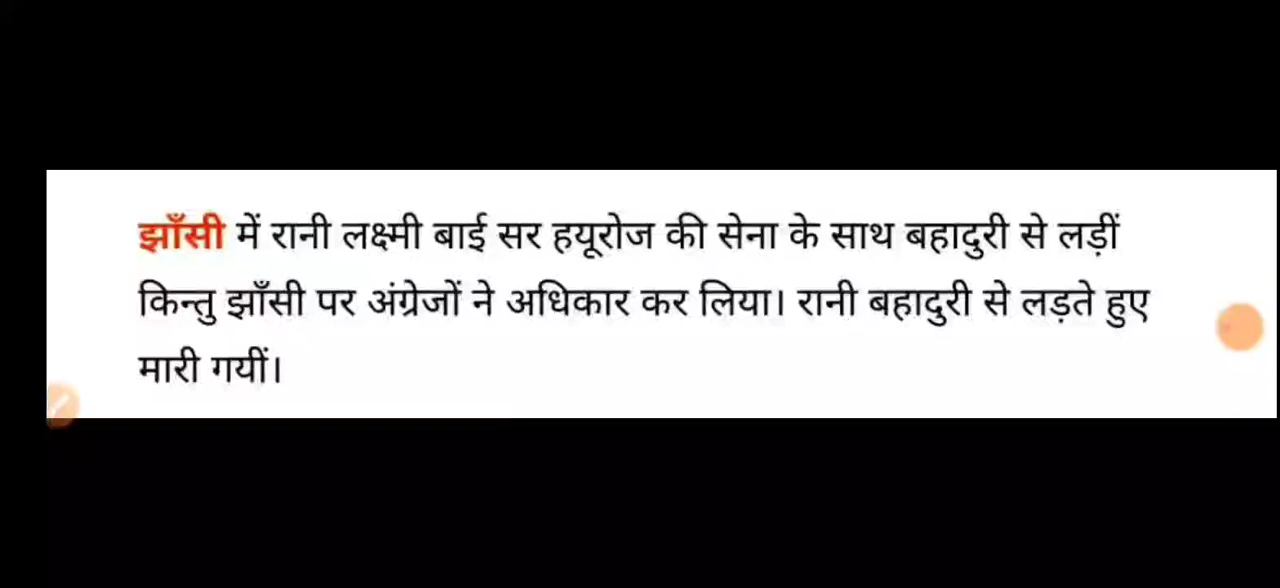 झाँसी में रानी लक्ष्मी बाई सर हयूरोज की सेना के साथ बहादुरी से लड़ीं
किन्तु झाँसी पर अंग्रेजों ने अधिकार कर लिया। रानी बहादुरी से लड़ते हुए
मारी गयीं।